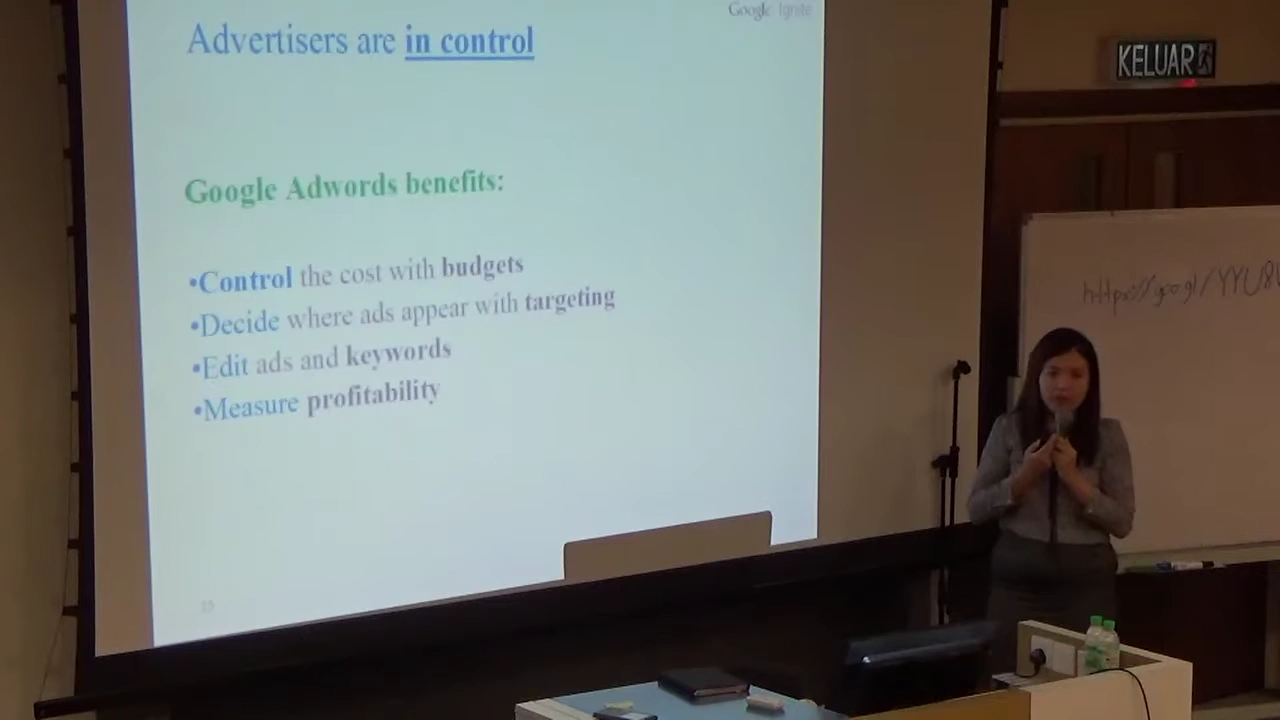 Google Ignite
Advertisers are in control
Google Adwords benefits:
•Control the cost with budgets
•Decide where ads appear with targeting
•Edit ads and keywords
•Measure profitability
KELUAR